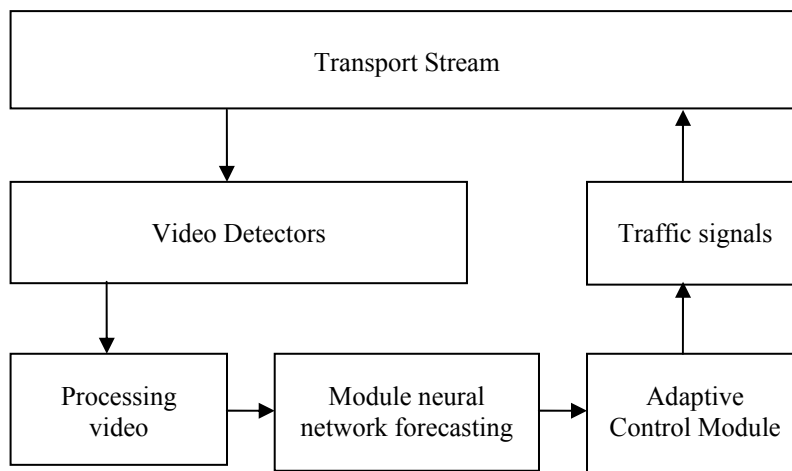 Transport Stream
Video Detectors
Traffic signals
Processing
video
Module neural
network forecasting
Adaptive
Control Module